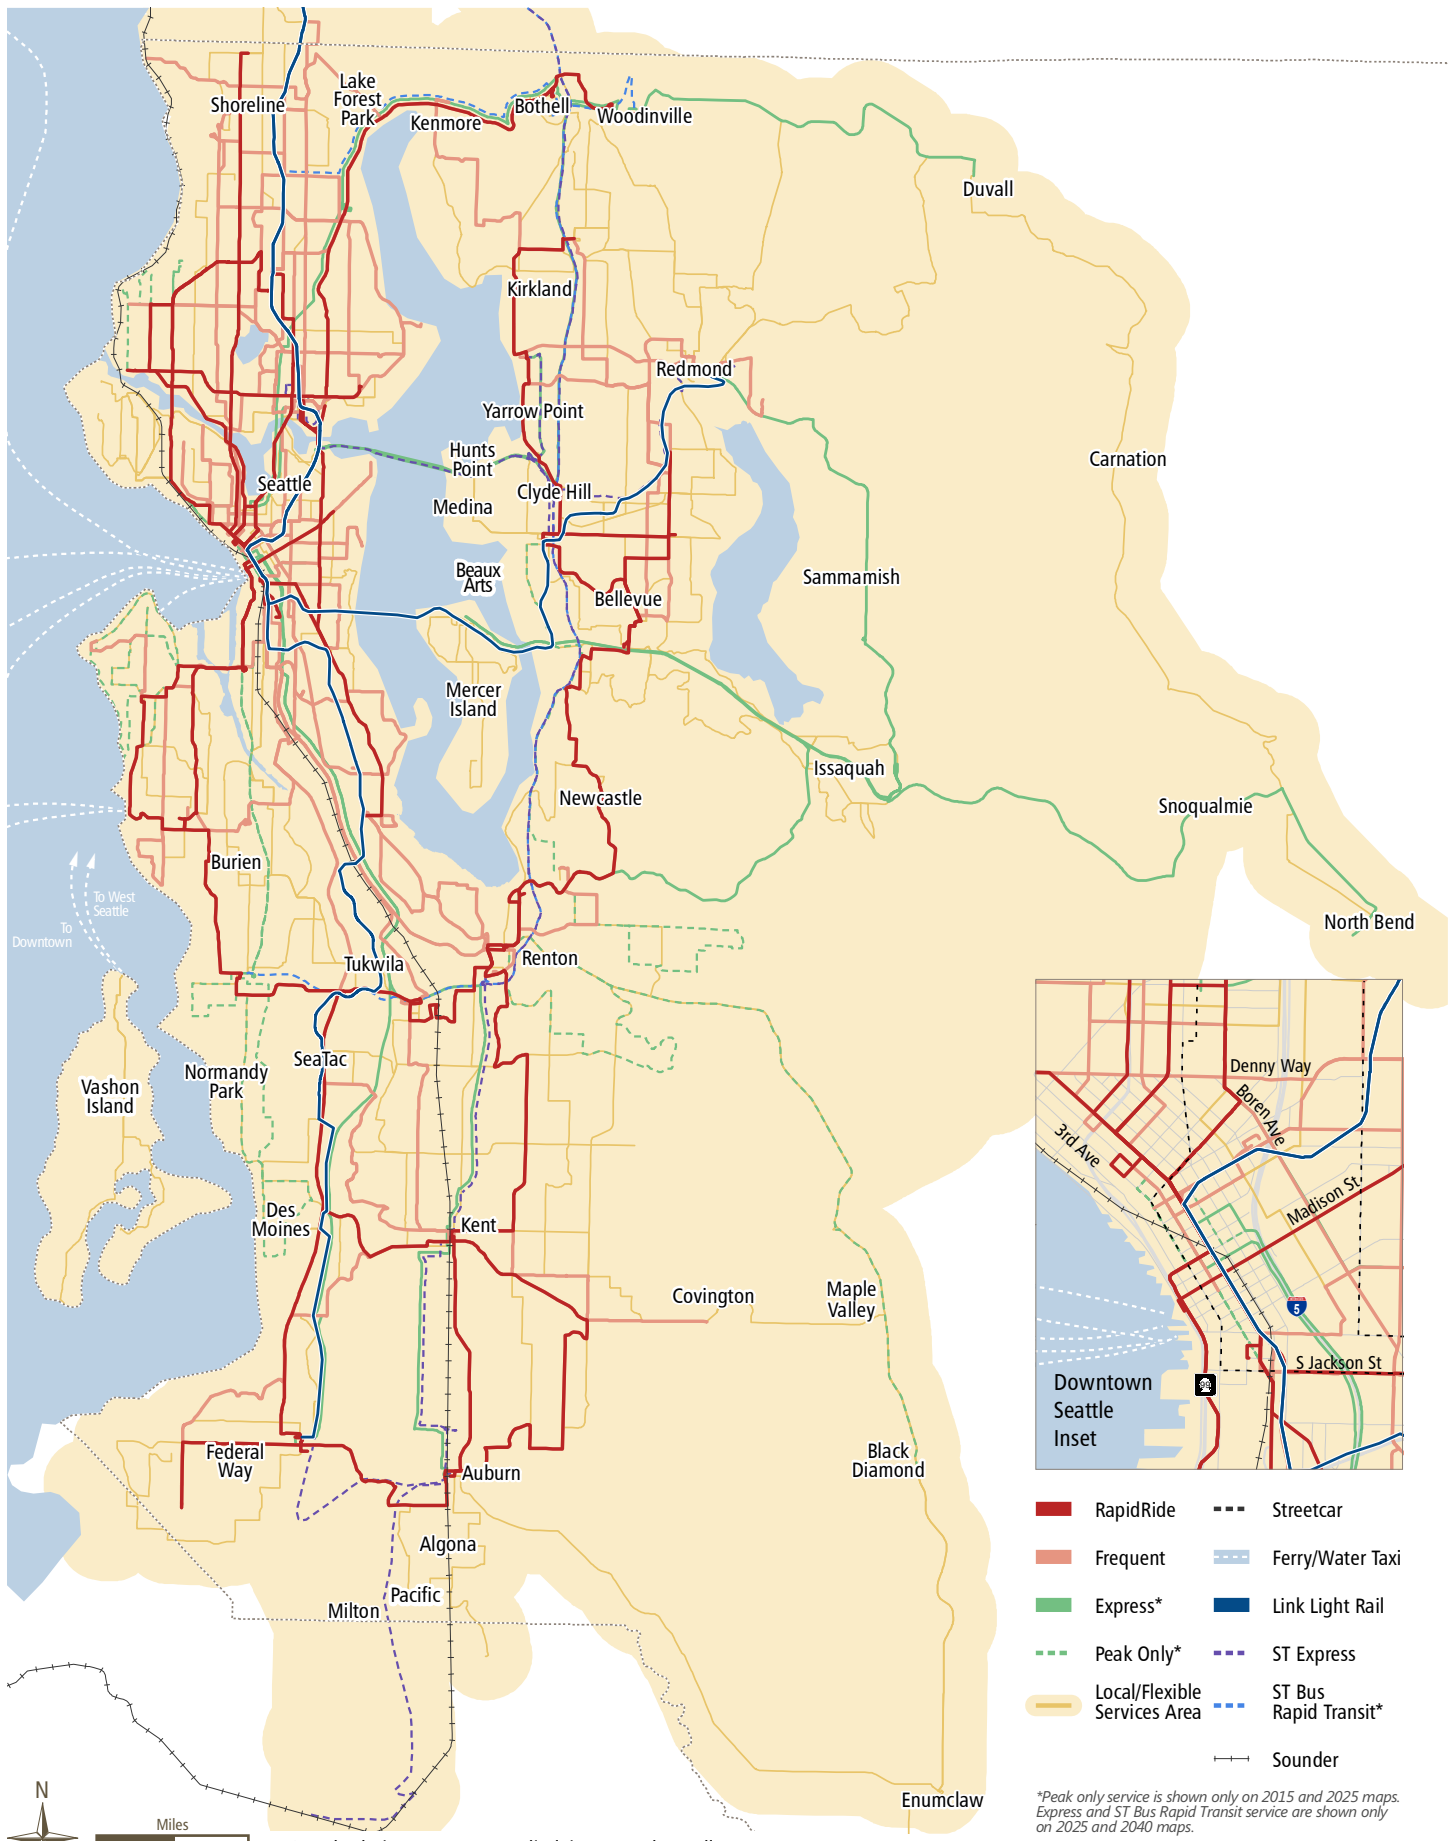 Shoreline
Lake
Forest
Park
Kenmore
Bothell
Woodinville
Duvall
Kirkland
Redmond
Yarrow Point
Hunts
Point
Carnation
Seattle
Clyde Hill
Medina
Beaux
Arts
Sammamish
Bellevue
Mercer
Island
Issaquah
Newcastle
Snoqualmie
Burien
To West
Seattle
To
Downtown
North Bend
Tukwila
Renton
SeaTac
Normandy
Park
Vashon
Island
Des
Moines
Kent
Covington
Maple
Valley
Federal
Way
Auburn
Black
Diamond
Algona
Pacific
Milton
Enumclaw
Denny Way
Boren Ave
3rd Ave
Madison St
5
S Jackson St
Downtown
Seattle
Inset
RapidRide
Frequent
Express*
Peak Only*
Local/Flexible
Services Area
Streetcar
Ferry/Water Taxi
Link Light Rail
ST Express
ST Bus
Rapid Transit*
Sounder
*Peak only service is shown only on 2015 and 2025 maps.
Express and ST Bus Rapid Transit service are shown only
on 2025 and 2040 maps.
N
Miles